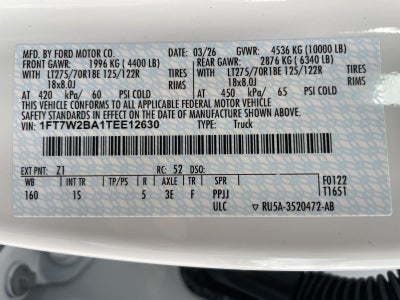 MFD. BY FORD MOTOR CO. 03/26 GVWR: 4536 KG (10000 LB)
FRONT GAWR: 1996 KG ( 4400 LB) REAR GAWR: 2876 KG ( 6340 LB)
WITH LT275/70R18E 125/122R TIRES WITH LT275/70R18E 125/122R TIRES
18x8.0J RIMS 18x8.0J RIMS
AT 420 kPa/ 60 PSI COLD AT 450 kPa/ 65 PSI COLD
THIS VEHICLE CONFORMS TO ALL APPLICABLE FEDERAL MOTOR VEHICLE
SAFETY STANDARDS IN EFFECT ON THE DATE OF MANUFACTURE SHOWN ABOVE.
VIN: 1FT7W2BA1TEE12630 TYPE: Truck
EXT PNT: Z1 RC: 52 DSO: F0122
WB BRK INT TR TP/PS R AXLE TR SPR T1651
160 1S 5 3E F PPJJ
ULC ▽ RU5A-3520472-AB